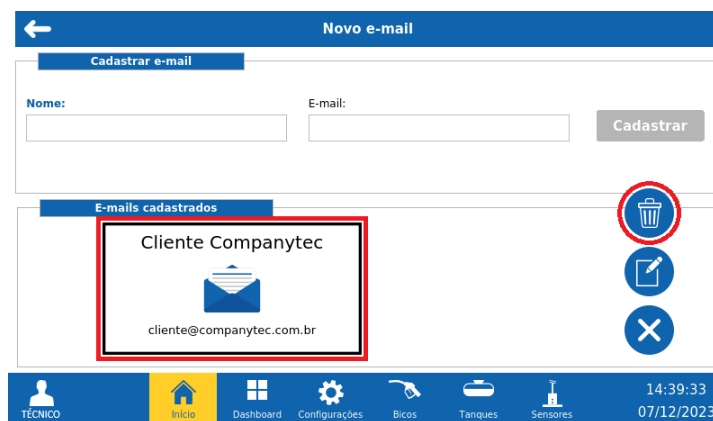 Novo e-mail
Cadastrar e-mail
Nome:
E-mail:
Cadastrar
E-mails cadastrados
Cliente Companytec
cliente@companytec.com.br
TÉCNICO
Início
Dashboard
Configurações
Bicos
Tanques
Sensores
14:39:33
07/12/2023